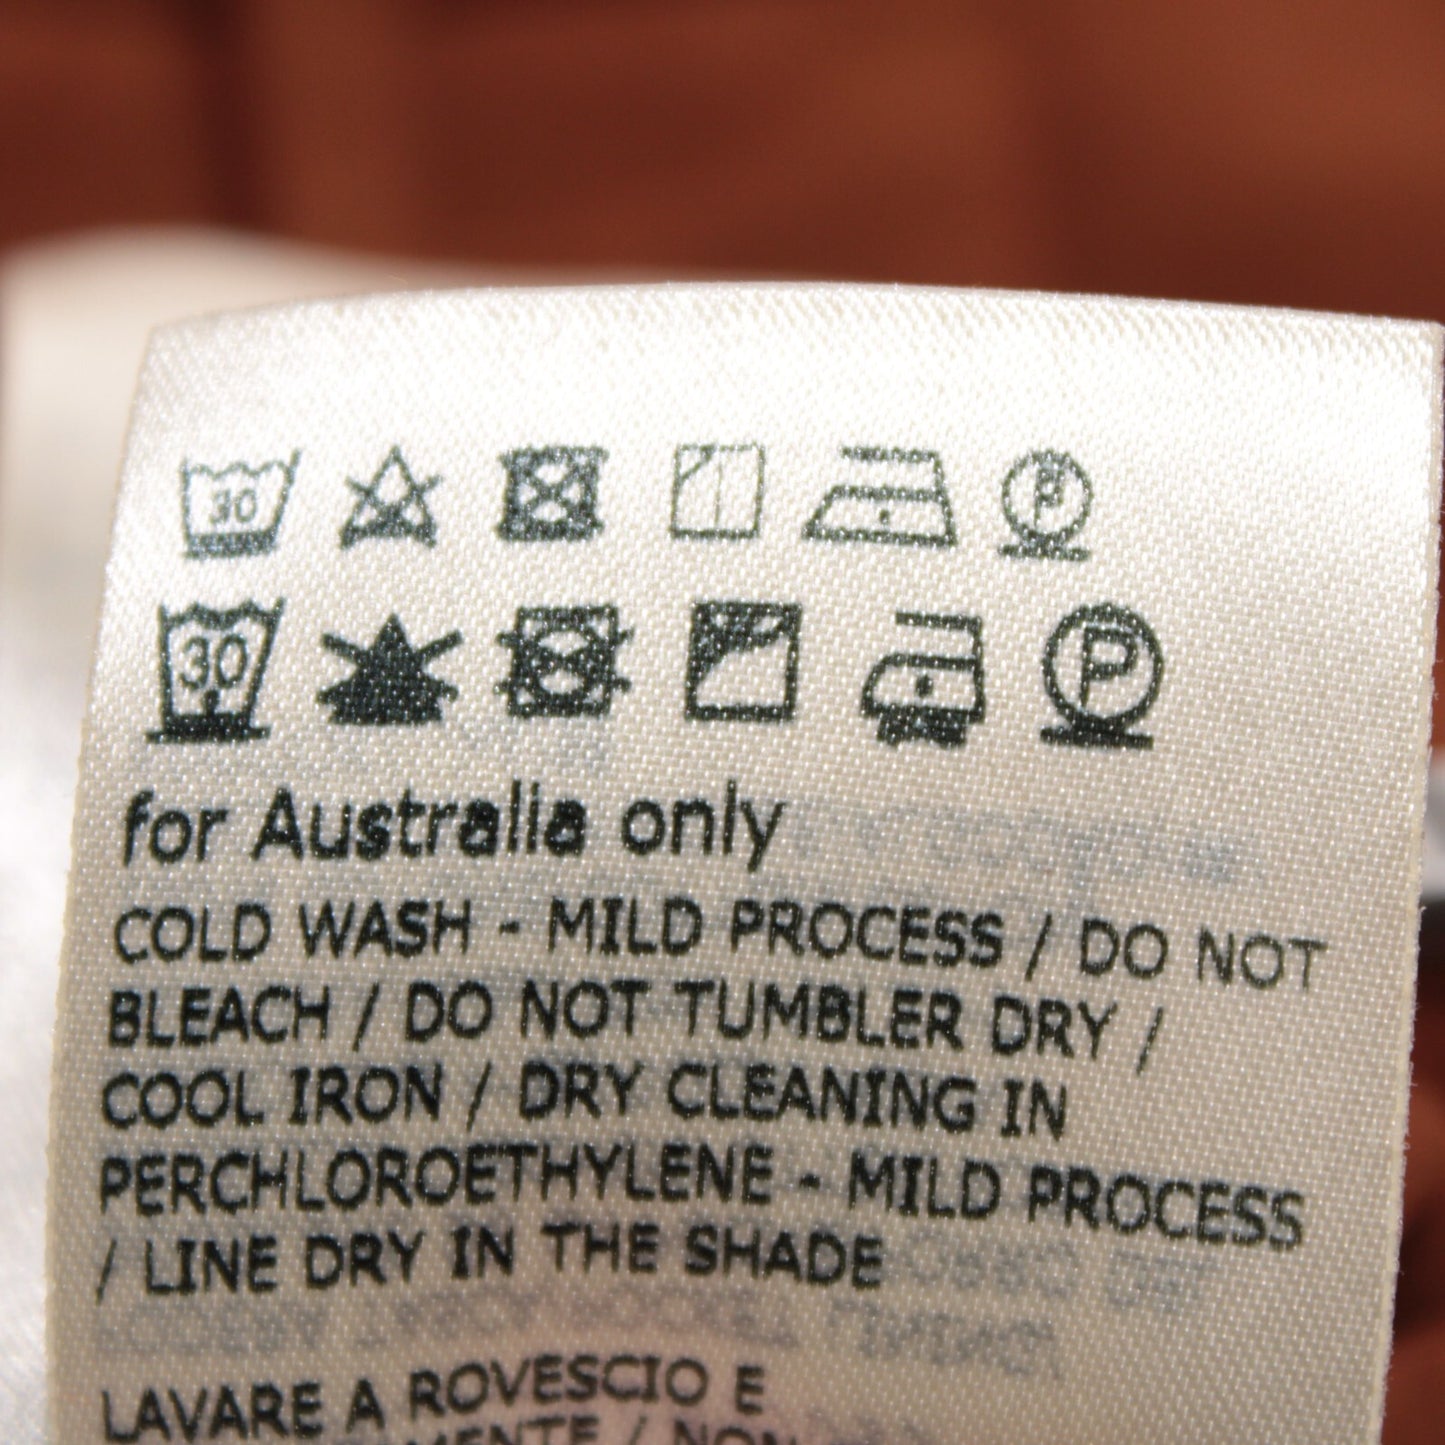 30 P
30 P
for Australia only
COLD WASH - MILD PROCESS / DO NOT
BLEACH / DO NOT TUMBLER DRY /
COOL IRON / DRY CLEANING IN
PERCHLOROETHYLENE - MILD PROCESS
/ LINE DRY IN THE SHADE
LAVARE A ROVESCIO E
/ NON